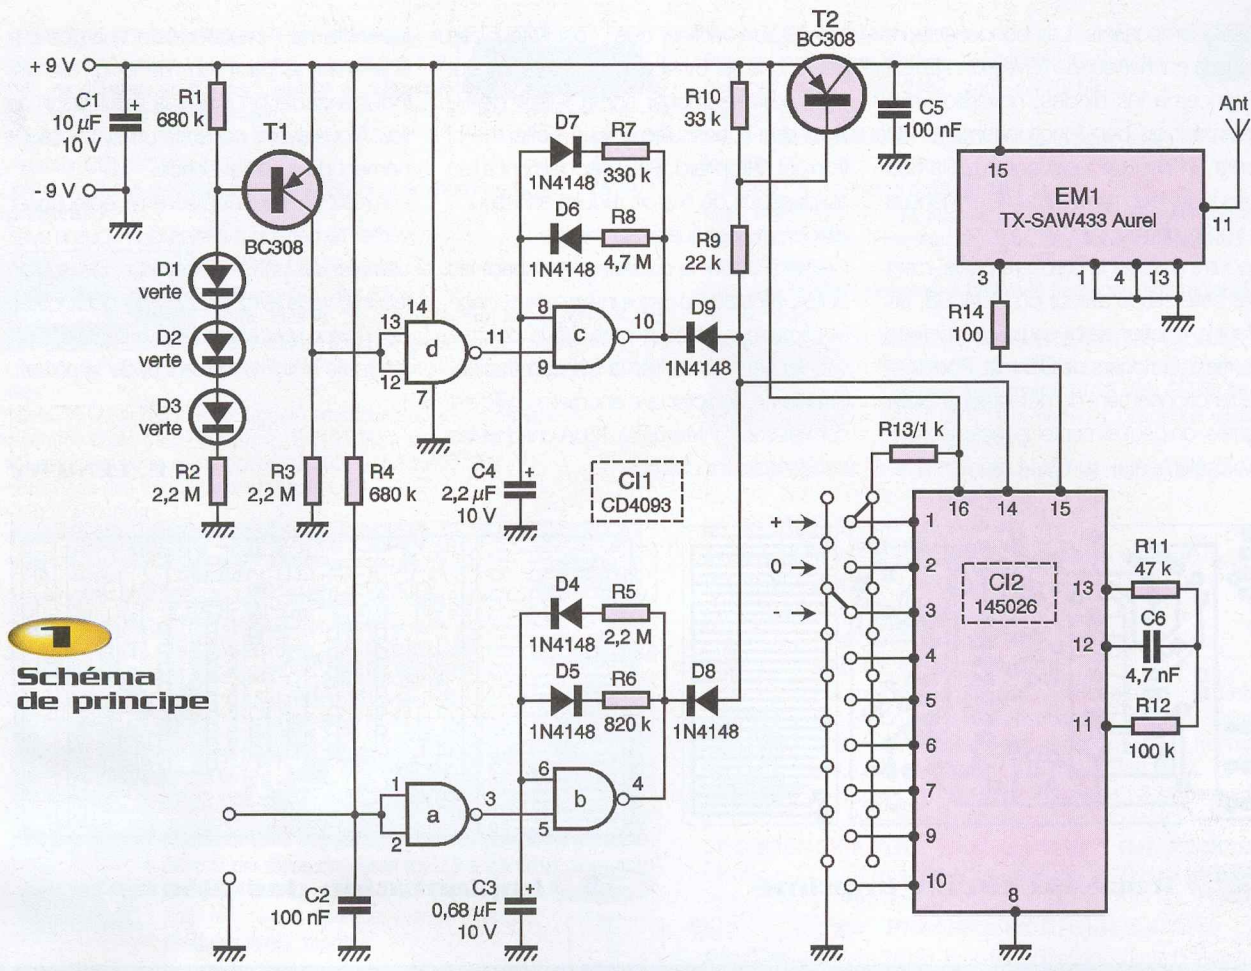 T2
BC308
+9 V
C1
+
10 µF
10 V
R1
680 k
T1
BC308
-9 V
D7
1N4148
R7
330 k
D6
1N4148
R8
4,7 M
R10
33 k
C5
100 nF
Ant
15
EM1
TX-SAW433 Aurel
11
3
1
13
R9
22 k
R14
100
D1
verte
D2
verte
D3
verte
13
14
d
11
12
7
8
c
10
9
D9
1N4148
R2
2,2 M
R3
2,2 M
R4
680 k
C4
+
2,2 µF
10 V
CI1
CD4093
R13/1 k
16
14
15
+
0
-
1
2
3
4
5
6
7
9
10
CI2
145026
13
12
11
8
R11
47 k
C6
4,7 nF
R12
100 k
D4
1N4148
R5
2,2 M
D5
1N4148
R6
820 k
D8
1N4148
1
Schéma
de principe
1
a
3
2
6
b
4
5
C2
100 nF
C3
+
0,68 µF
10 V